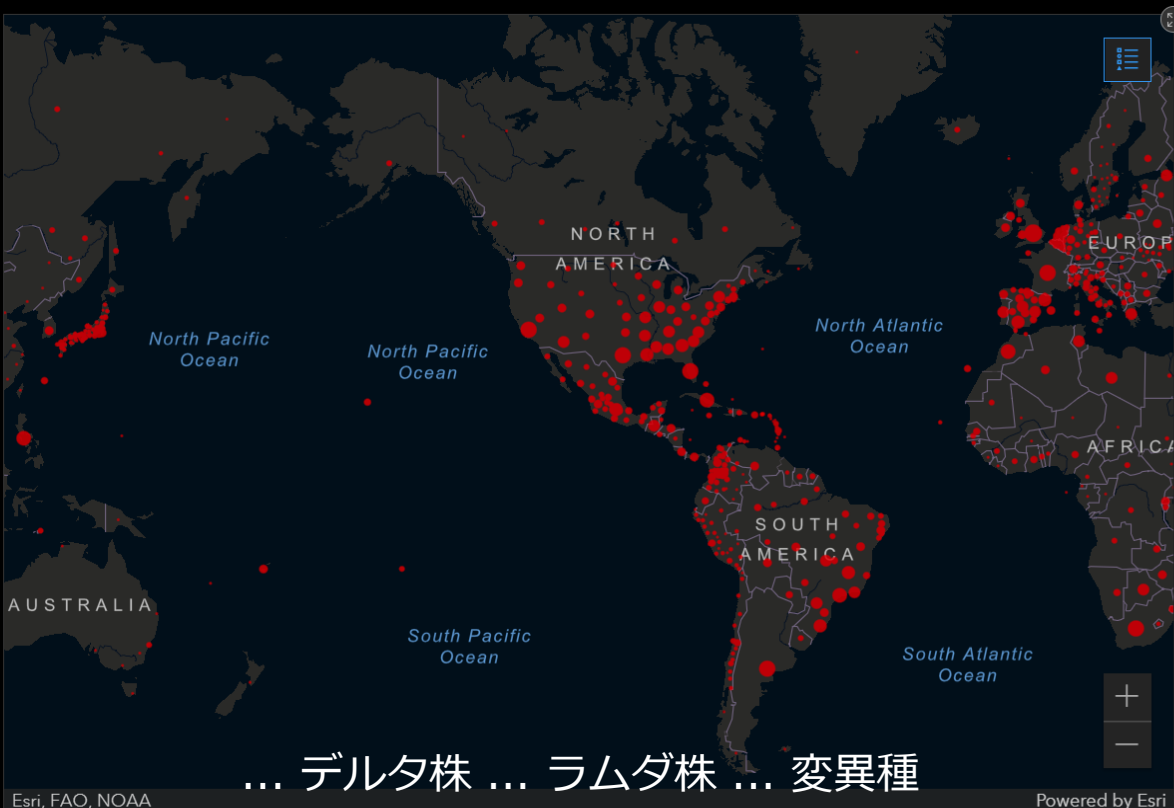 NORTH
AMERICA
EUROP
North Pacific
Ocean
North Pacific
Ocean
North Atlantic
Ocean
AFRICA
SOUTH
AMERICA
AUSTRALIA
South Pacific
Ocean
South Atlantic
Ocean
... デルタ株 ... ラムダ株 ... 変異種
Esri, FAO, NOAA
Powered by Esri